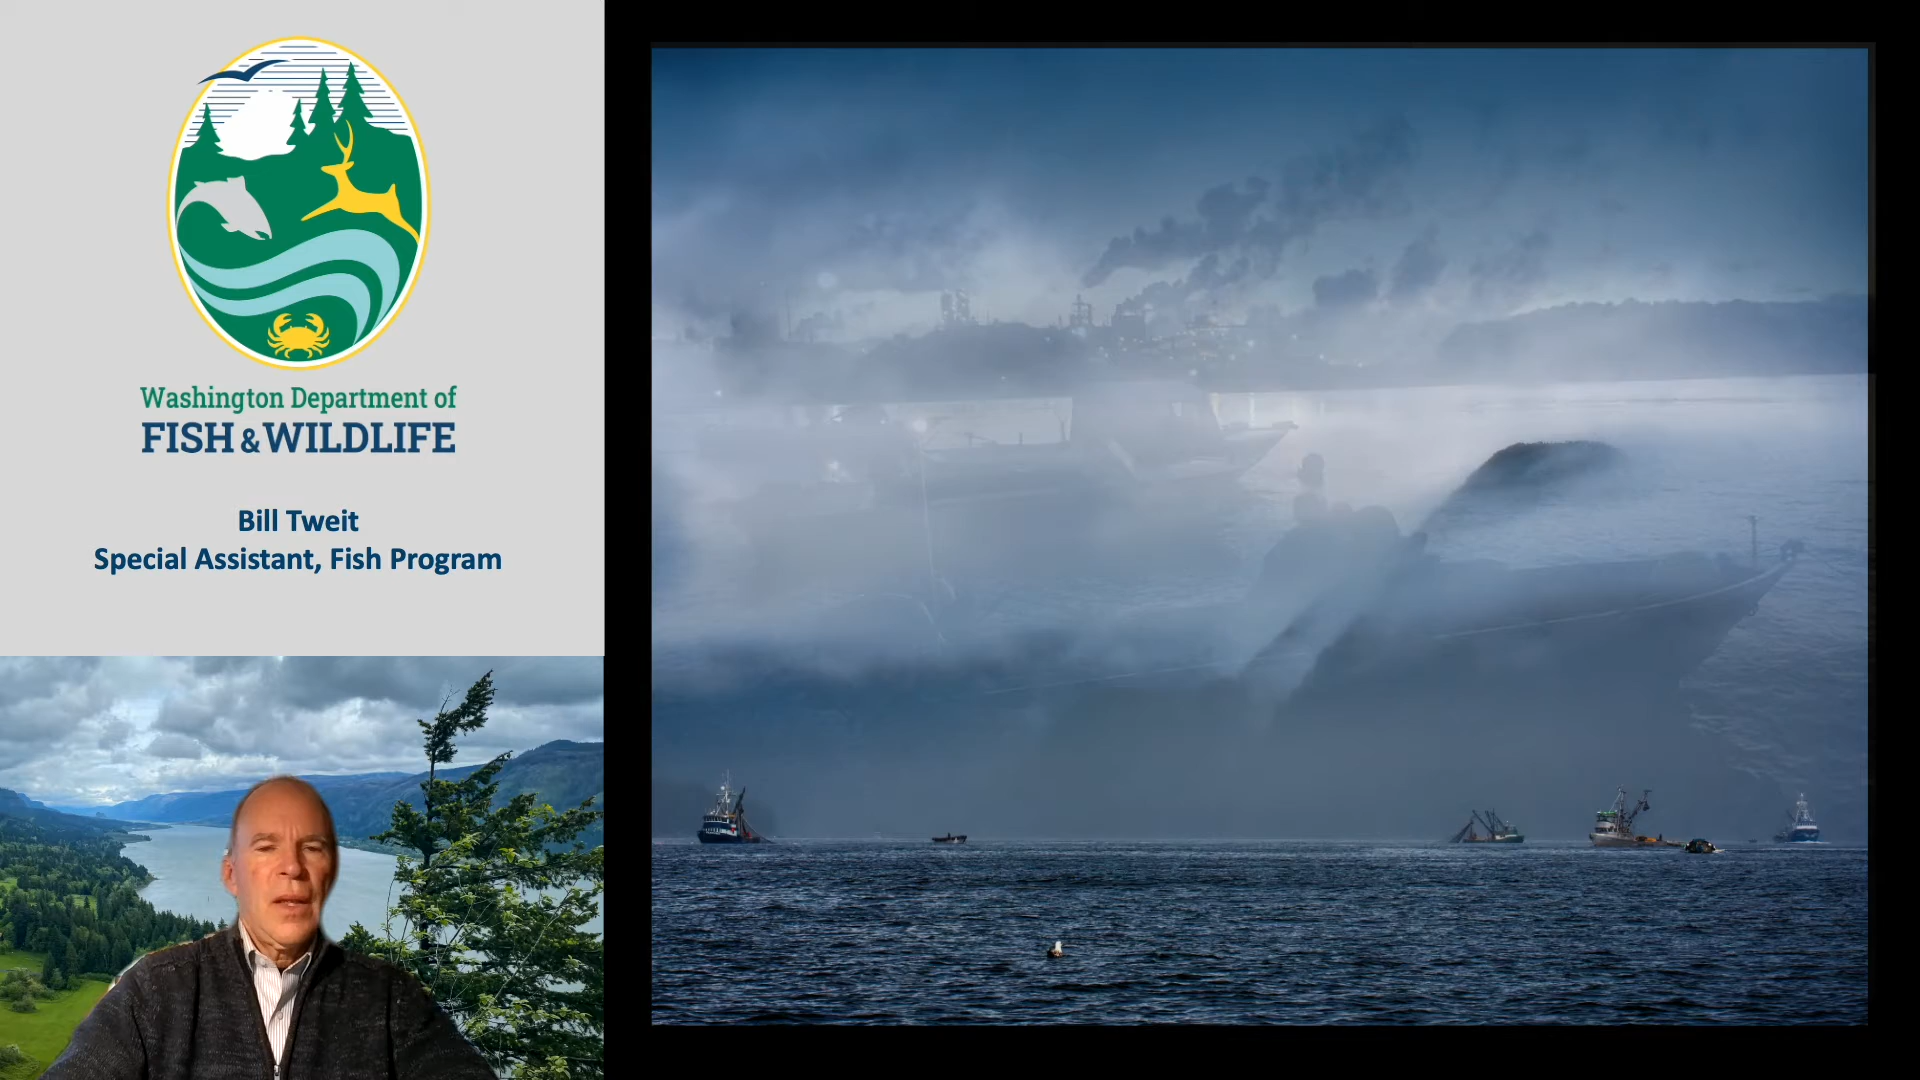 Washington Department of
FISH & WILDLIFE
Bill Tweit
Special Assistant, Fish Program